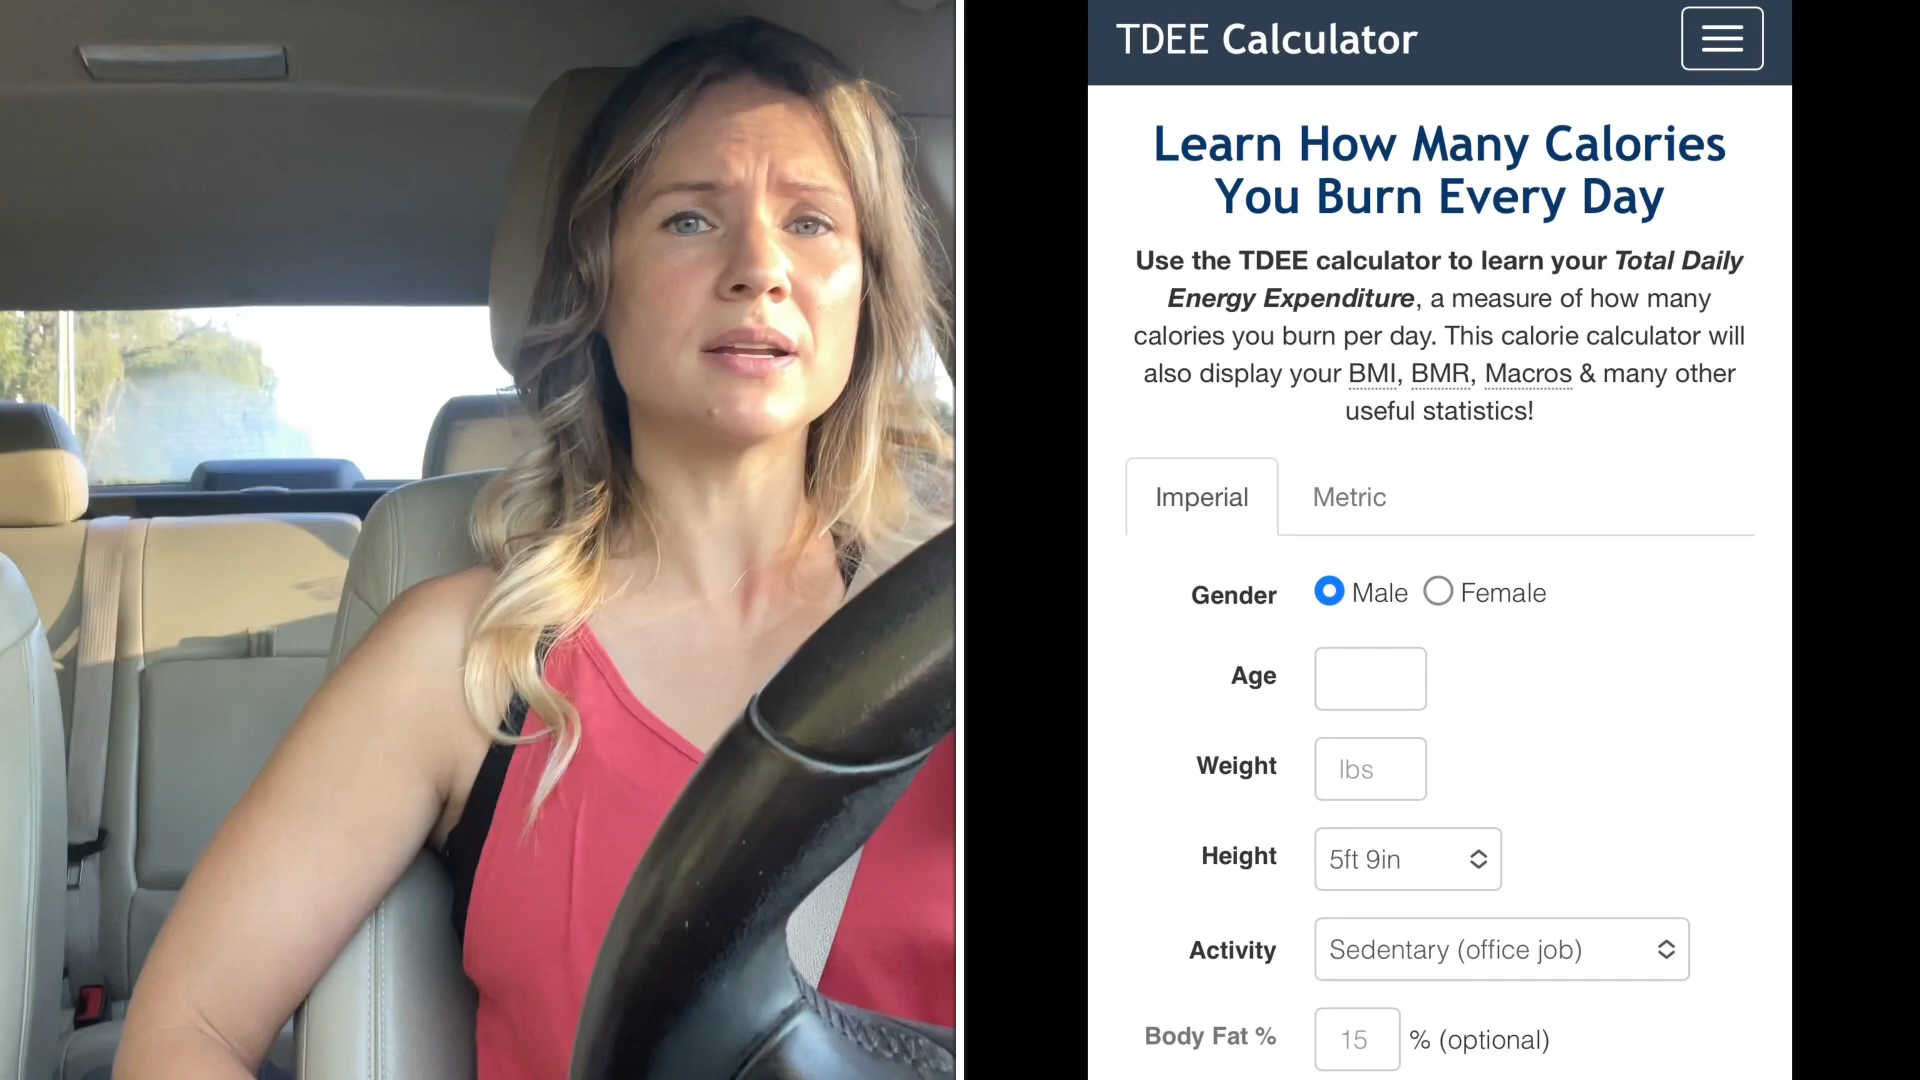 TDEE Calculator
Learn How Many Calories
You Burn Every Day
Use the TDEE calculator to learn your Total Daily
Energy Expenditure, a measure of how many
calories you burn per day. This calorie calculator will
also display your BMI, BMR, Macros & many other
useful statistics!
Imperial Metric
Gender Male Female
Age
Weight lbs
Height 5ft 9in
Activity Sedentary (office job)
Body Fat % 15 % (optional)